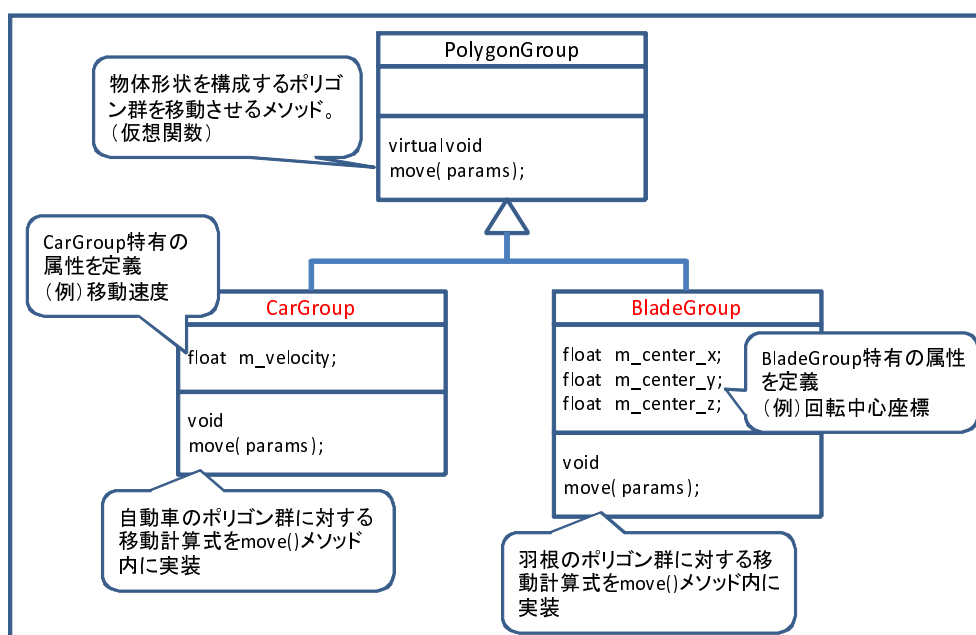 PolygonGroup
物体形状を構成するポリゴ
ン群を移動させるメソッド。
（仮想関数）
virtual void
move( params);
CarGroup特有の
属性を定義
（例）移動速度
CarGroup
float m_velocity;
void
move( params);
BladeGroup
float m_center_x;
float m_center_y;
float m_center_z;
BladeGroup特有の属性
を定義
（例）回転中心座標
void
move( params);
自動車のポリゴン群に対する
移動計算式をmove()メソッド
内に実装
羽根のポリゴン群に対する移
動計算式をmove()メソッド内に
実装